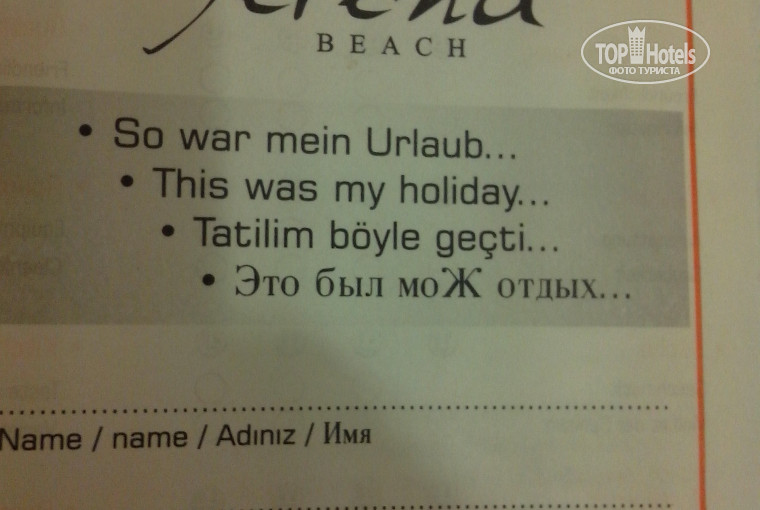 BEACH
TOP Hotels
ФОТО ТУРИСТА
• So war mein Urlaub...
• This was my holiday...
• Tatilim böyle geçti...
• Это был моЖ отдых...
Name / name / Adınız / Имя